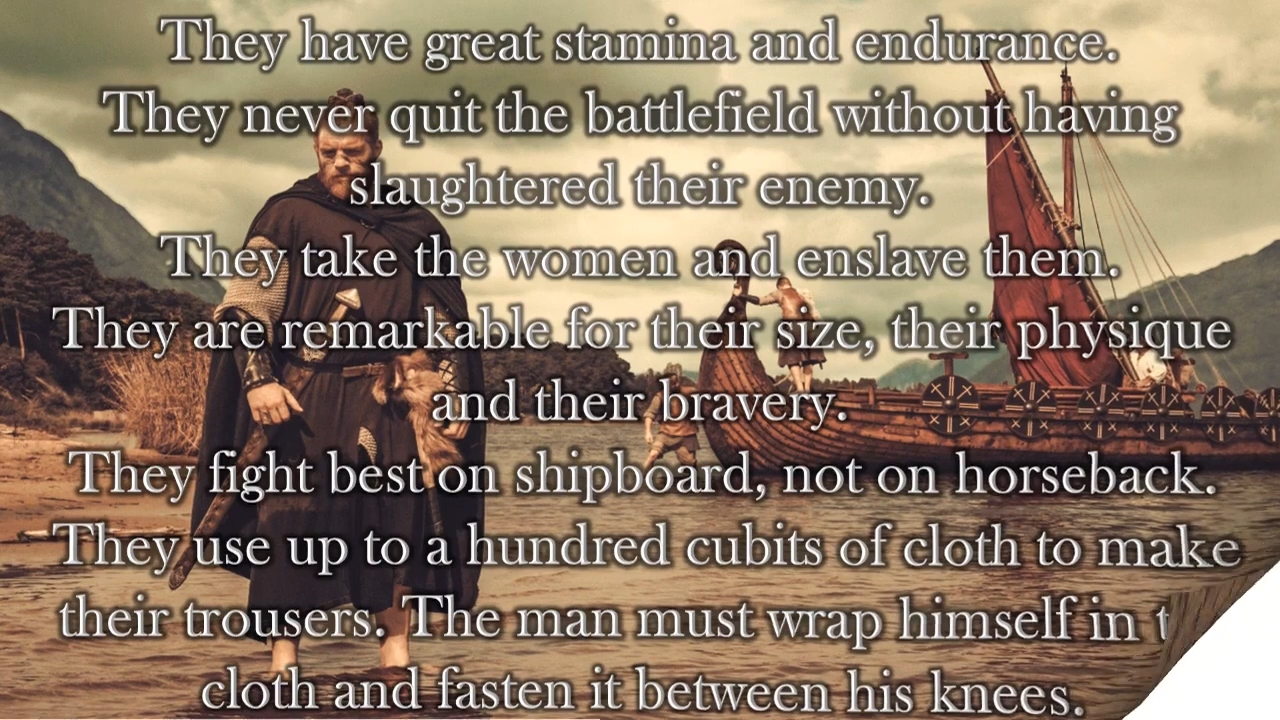 They have great stamina and endurance.
They never quit the battlefield without having
slaughtered their enemy.
They take the women and enslave them.
They are remarkable for their size, their physique
and their bravery.
They fight best on shipboard, not on horseback.
They use up to a hundred cubits of cloth to make
their trousers. The man must wrap himself in
cloth and fasten it between his knees.